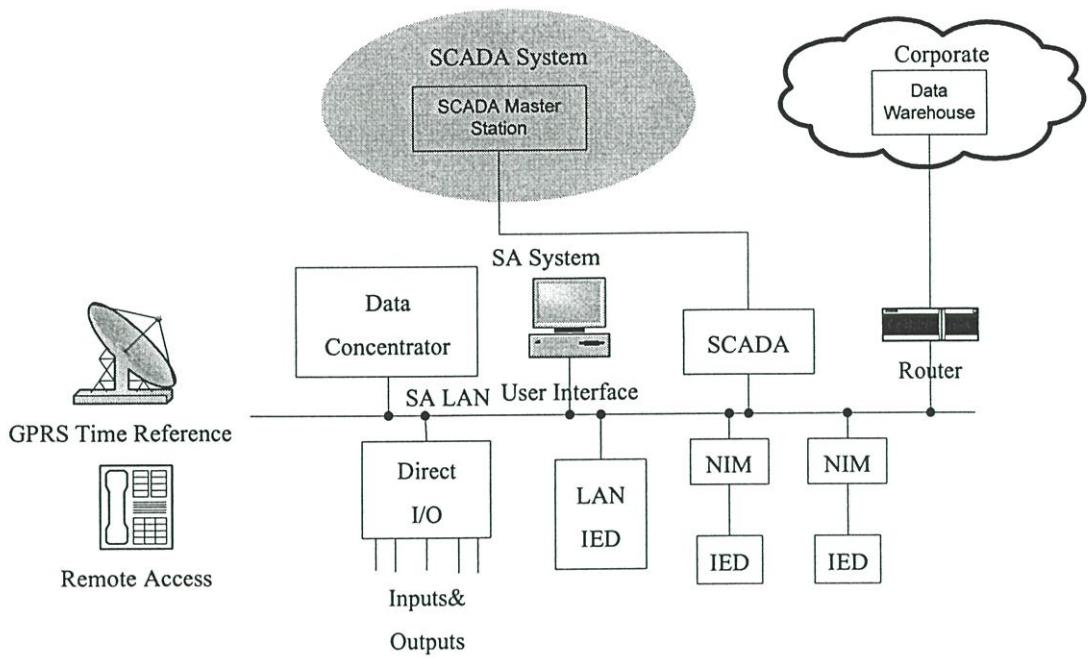 SCADA System
SCADA Master
Station
Corporate
Data
Warehouse
SA System
Data
Concentrator
SCADA
Router
SA LAN
User Interface
GPRS Time Reference
Direct
I/O
LAN
IED
NIM
NIM
IED
IED
Remote Access
Inputs&
Outputs